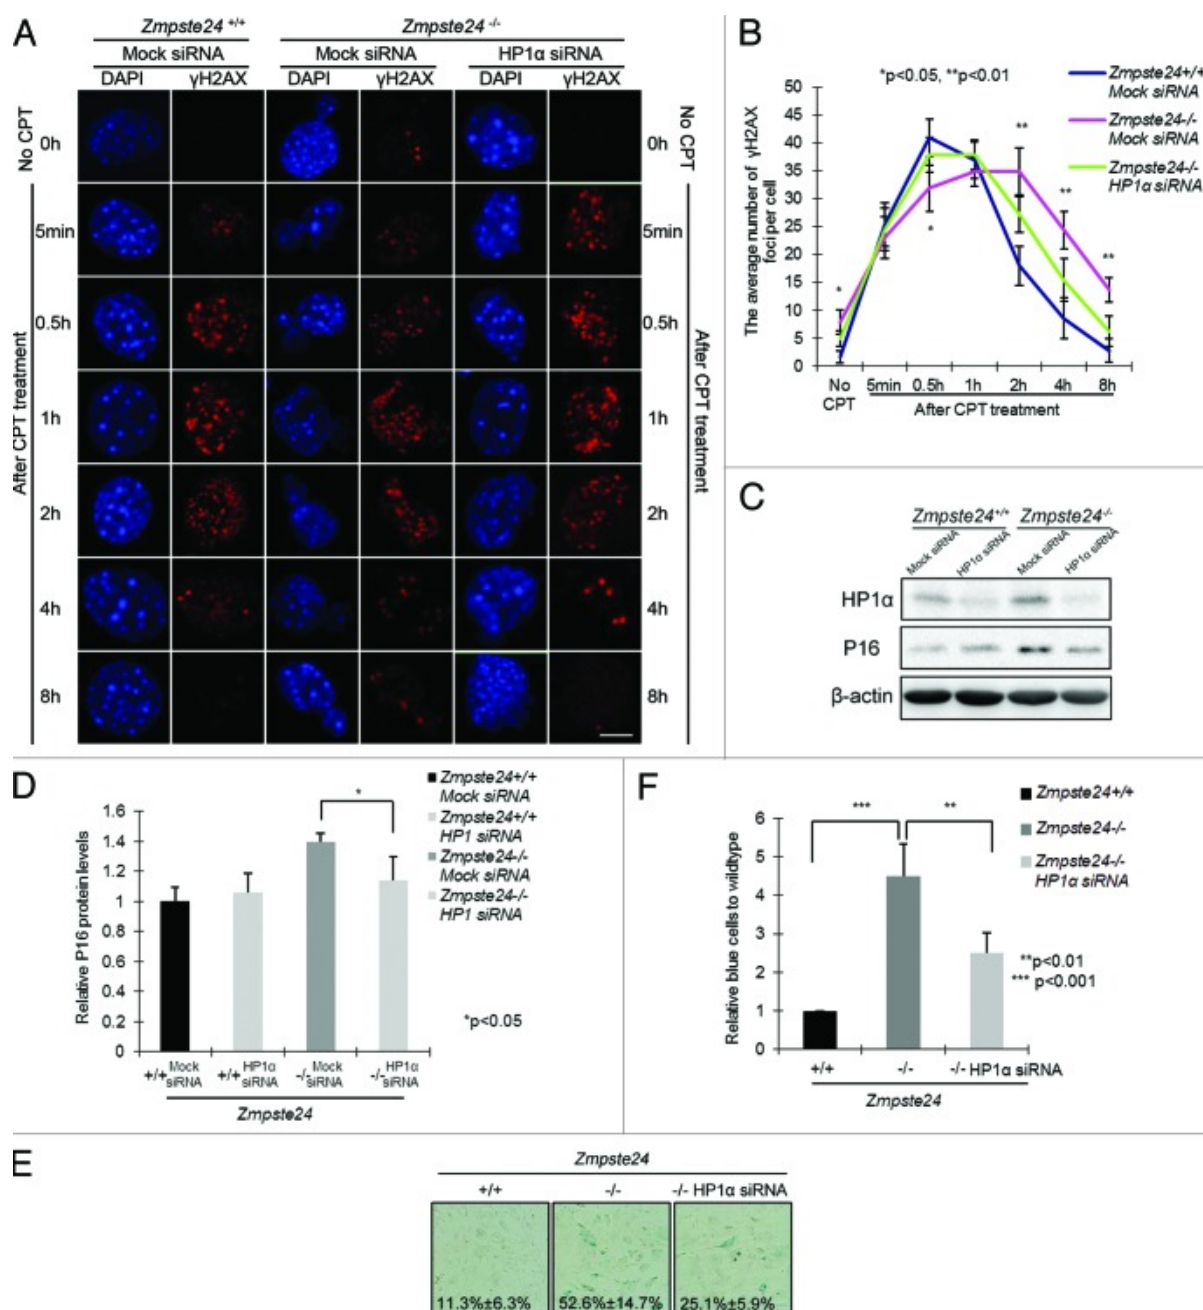 A
Zmpste24 +/+
Zmpste24 -/-
Mock siRNA
Mock siRNA
HP1α siRNA
DAPI
γH2AX
DAPI
γH2AX
DAPI
γH2AX
No CPT
After CPT treatment
0h
5min
0.5h
1h
2h
4h
8h
0h
5min
0.5h
1h
2h
4h
8h
No CPT
After CPT treatment
B
*p<0.05, **p<0.01
Zmpste24+/+
Mock siRNA
Zmpste24-/-
Mock siRNA
Zmpste24-/-
HP1α siRNA
The average number of γH2AX
foci per cell
50
45
40
35
30
25
20
15
10
5
0
*
*
**
**
**
No
CPT
5min
0.5h
1h
2h
4h
8h
After CPT treatment
C
Zmpste24+/+
Zmpste24-/-
Mock siRNA
HP1α siRNA
Mock siRNA
HP1α siRNA
HP1α
P16
β-actin
D
Zmpste24+/+
Mock siRNA
Zmpste24+/+
HP1 siRNA
Zmpste24-/-
Mock siRNA
Zmpste24-/-
HP1 siRNA
Relative P16 protein levels
1.6
1.4
1.2
1
0.8
0.6
0.4
0.2
0
*
*p<0.05
+/+ Mock siRNA
+/+ HP1α siRNA
-/- Mock siRNA
-/- HP1α siRNA
Zmpste24
F
Zmpste24+/+
Zmpste24-/-
Zmpste24-/-
HP1α siRNA
Relative blue cells to wildtype
6
5
4
3
2
1
0
***
**
**p<0.01
*** p<0.001
+/+
-/-
-/- HP1α siRNA
Zmpste24
E
Zmpste24
+/+
-/-
-/- HP1α siRNA
11.3%±6.3%
52.6%±14.7%
25.1%±5.9%